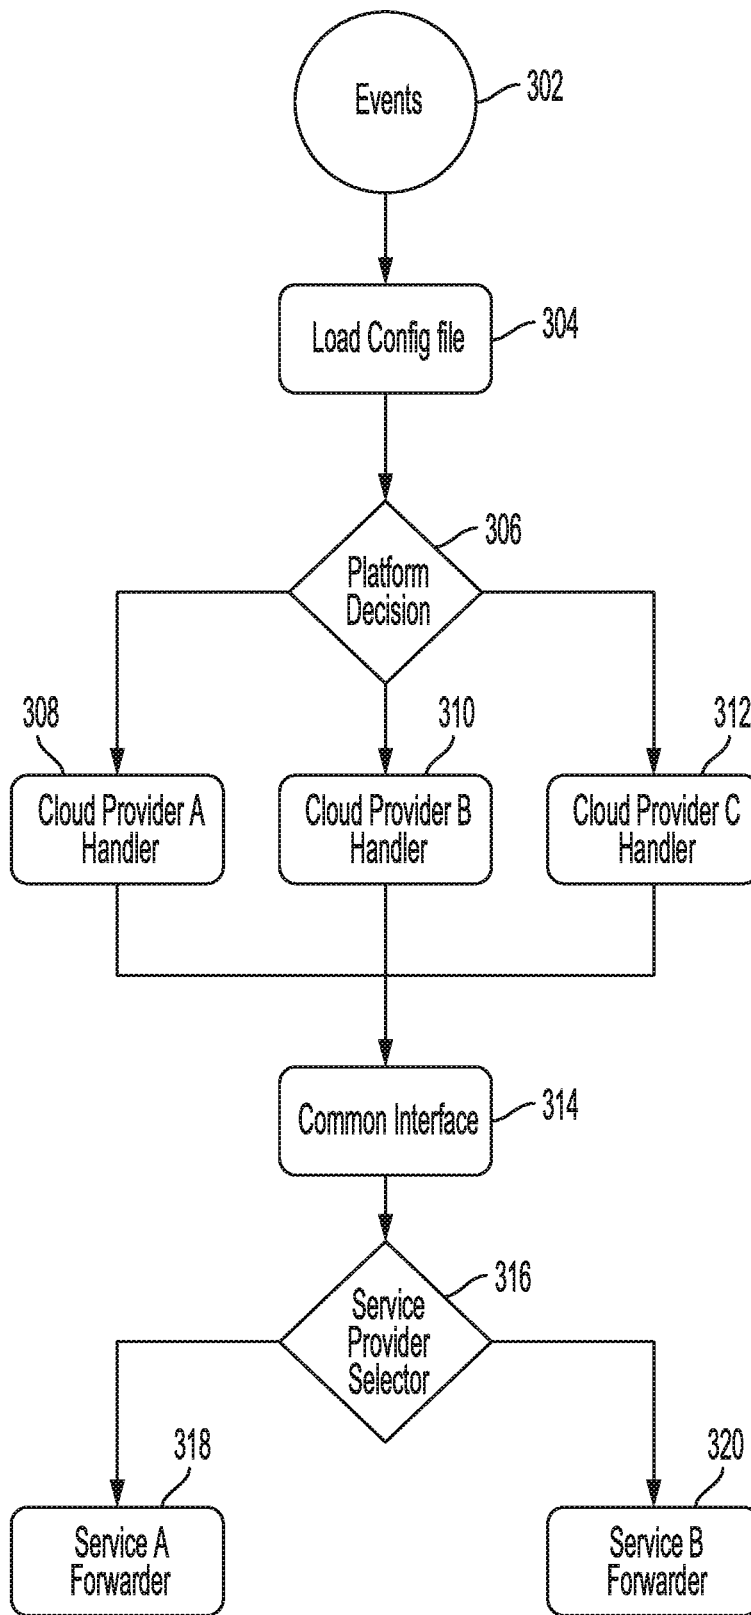 Events
302
Load Config file
304
306
Platform
Decision
308
310
312
Cloud Provider A
Handler
Cloud Provider B
Handler
Cloud Provider C
Handler
Common Interface
314
316
Service
Provider
Selector
318
320
Service A
Forwarder
Service B
Forwarder